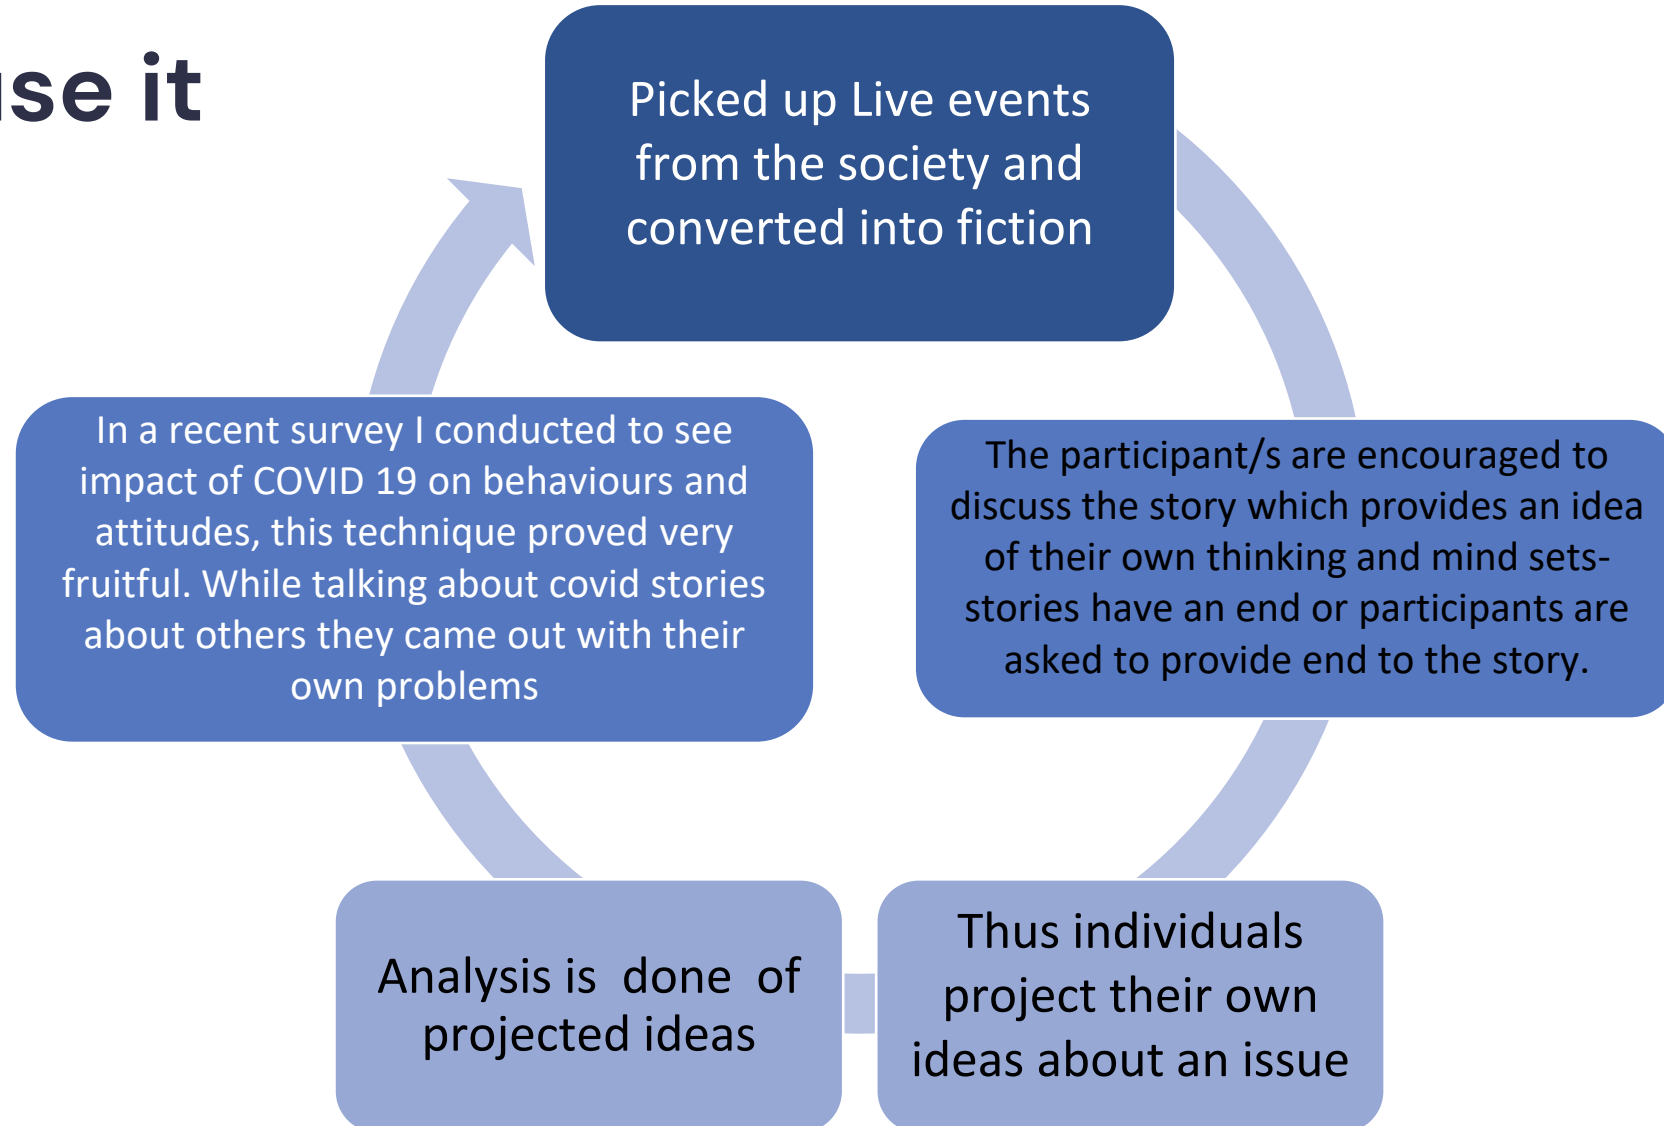 use it
Picked up Live events
from the society and
converted into fiction
The participant/s are encouraged to
discuss the story which provides an idea
of their own thinking and mind sets-
stories have an end or participants are
asked to provide end to the story.
Thus individuals
project their own
ideas about an issue
Analysis is done of
projected ideas
In a recent survey I conducted to see
impact of COVID 19 on behaviours and
attitudes, this technique proved very
fruitful. While talking about covid stories
about others they came out with their
own problems